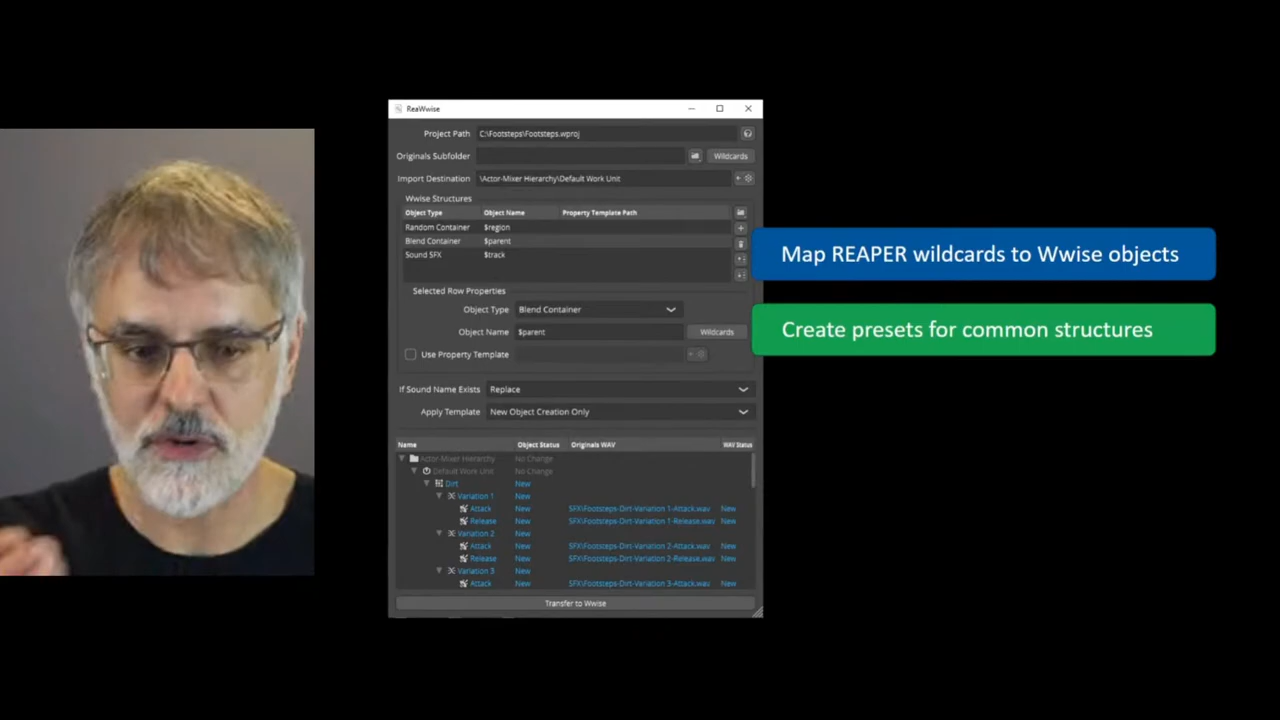 ReaWwise
Project Path C:\Footsteps\Footsteps.wproj
Originals Subfolder Wildcards
Import Destination \Actor-Mixer Hierarchy\Default Work Unit
Wwise Structures
Object Type Object Name Property Template Path
Random Container $region
Blend Container $parent
Sound SFX $track
Selected Row Properties
Object Type Blend Container
Object Name $parent Wildcards
Use Property Template
If Sound Name Exists Replace
Apply Template New Object Creation Only
Name Object Status Originals WAV WAV Status
Actor-Mixer Hierarchy No Change
Default Work Unit No Change
Dirt New
Variation 1 New
Attack New SFX\Footsteps-Dirt-Variation 1-Attack.wav New
Release New SFX\Footsteps-Dirt-Variation 1-Release.wav New
Variation 2 New
Attack New SFX\Footsteps-Dirt-Variation 2-Attack.wav New
Release New SFX\Footsteps-Dirt-Variation 2-Release.wav New
Variation 3 New
Attack New SFX\Footsteps-Dirt-Variation 3-Attack.wav New
Transfer to Wwise
Map REAPER wildcards to Wwise objects
Create presets for common structures